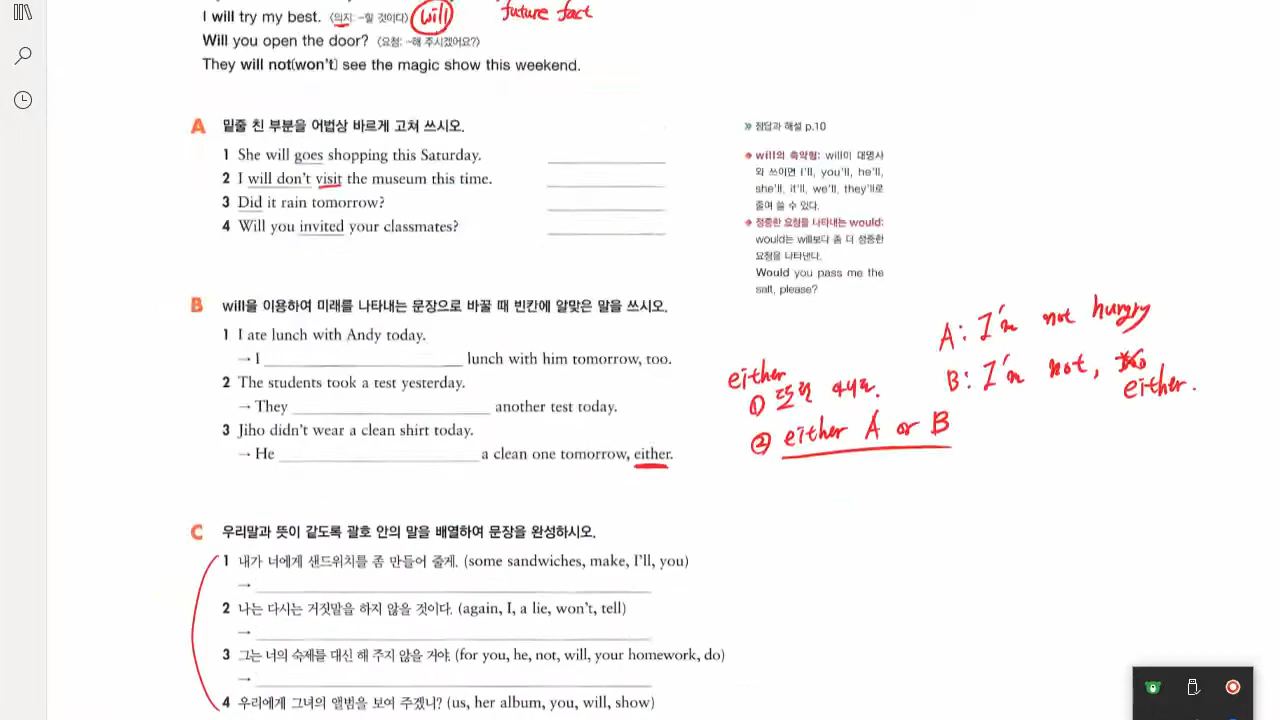 I will try my best. 〈의지: ~할 것이다〉 will future fact
Will you open the door? 〈요청: ~해 주시겠어요?〉
They will not[won't] see the magic show this weekend.
A 밑줄 친 부분을 어법상 바르게 고쳐 쓰시오.
1 She will goes shopping this Saturday.
2 I will don't visit the museum this time.
3 Did it rain tomorrow?
4 Will you invited your classmates?
» 정답과 해설 p.10
will의 축약형: will이 대명사
와 쓰이면 I'll, you'll, he'll,
she'll, it'll, we'll, they'll로
줄여 쓸 수 있다.
정중한 요청을 나타내는 would:
would는 will보다 좀 더 정중한
요청을 나타낸다.
Would you pass me the
salt, please?
B will을 이용하여 미래를 나타내는 문장으로 바꿀 때 빈칸에 알맞은 말을 쓰시오.
1 I are lunch with Andy today.
→ I lunch with him tomorrow, too.
2 The students took a test yesterday.
→ They another test today.
3 Jiho didn't wear a clean shirt today.
→ He a clean one tomorrow, either.
A: I'm not hungry
B: I'm not, either.
either
①
② either A or B
C 우리말과 뜻이 같도록 괄호 안의 말을 배열하여 문장을 완성하시오.
1 내가 너에게 샌드위치를 좀 만들어 줄게. (some sandwiches, make, I'll, you)
→
2 나는 다시는 거짓말을 하지 않을 것이다. (again, I, a lie, won't, tell)
→
3 그는 너의 숙제를 대신 해 주지 않을 거야. (for you, he, not, will, your homework, do)
→
4 우리에게 그녀의 앨범을 보여 주겠니? (us, her album, you, will, show)